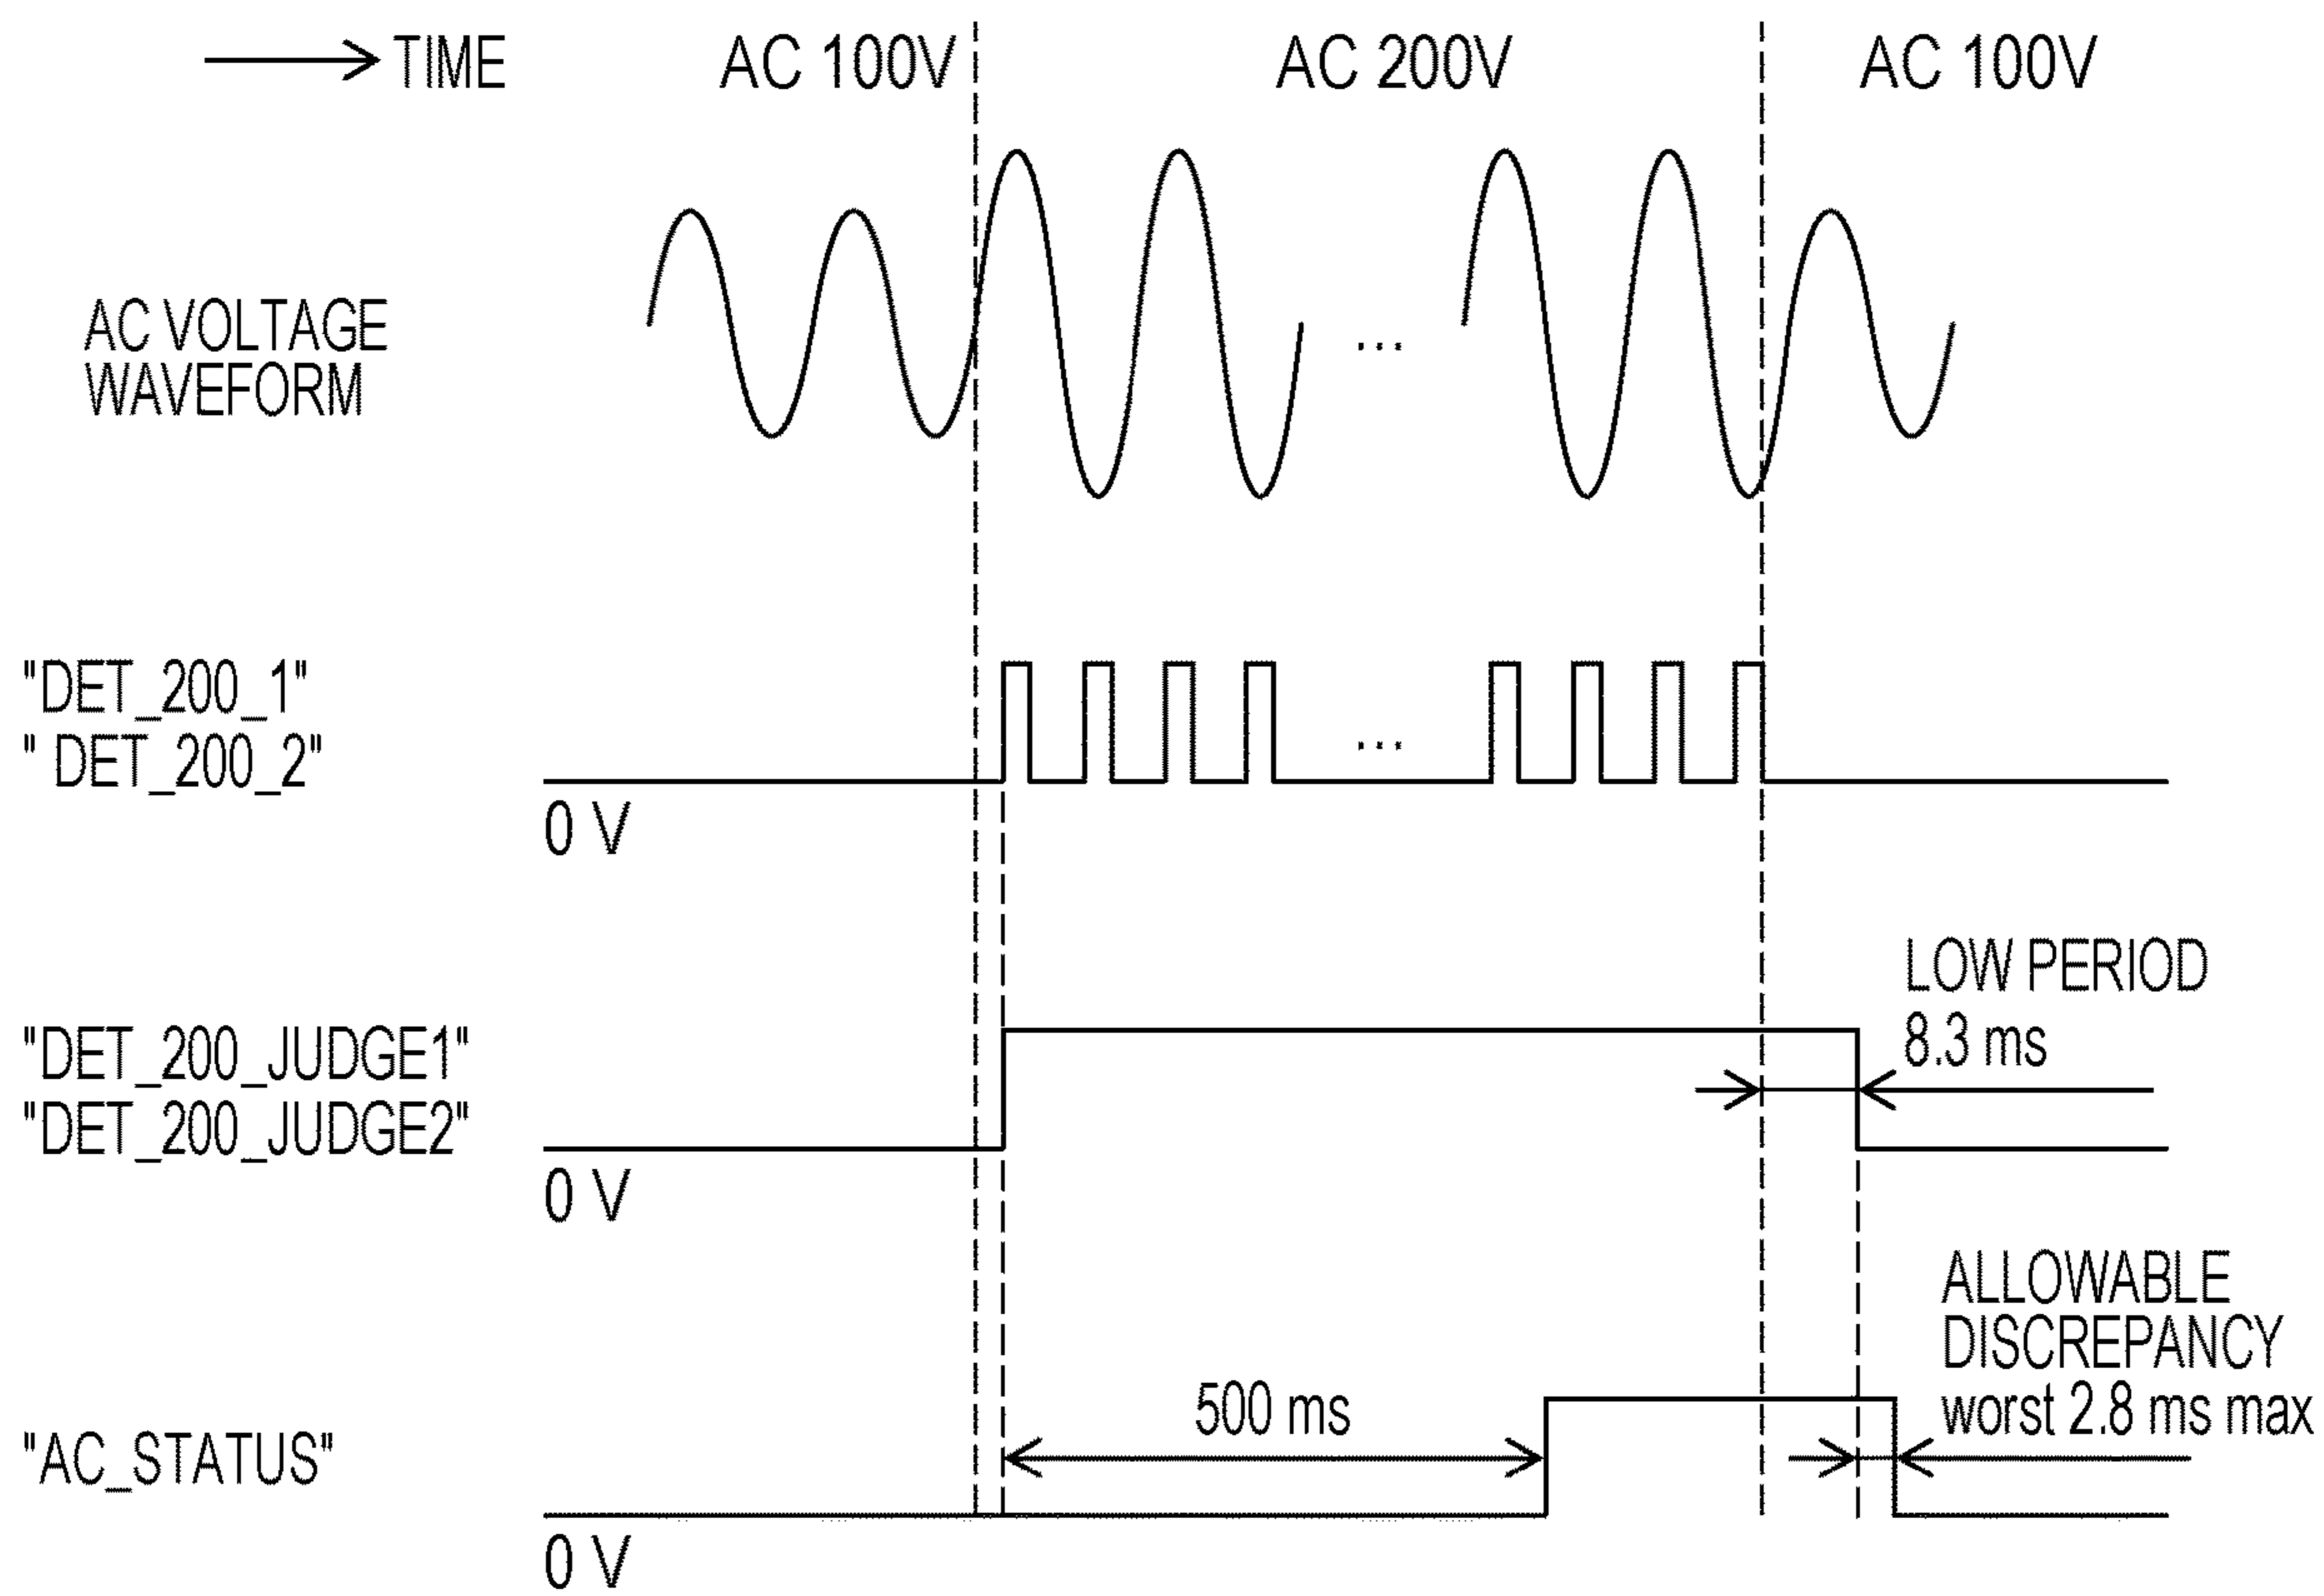 TIME
AC 100V
AC 200V
AC 100V
AC VOLTAGE
WAVEFORM
...
"DET_200_1"
" DET_200_2"
...
0 V
LOW PERIOD
8.3 ms
"DET_200_JUDGE1"
"DET_200_JUDGE2"
0 V
ALLOWABLE
DISCREPANCY
worst 2.8 ms max
500 ms
"AC_STATUS"
0 V